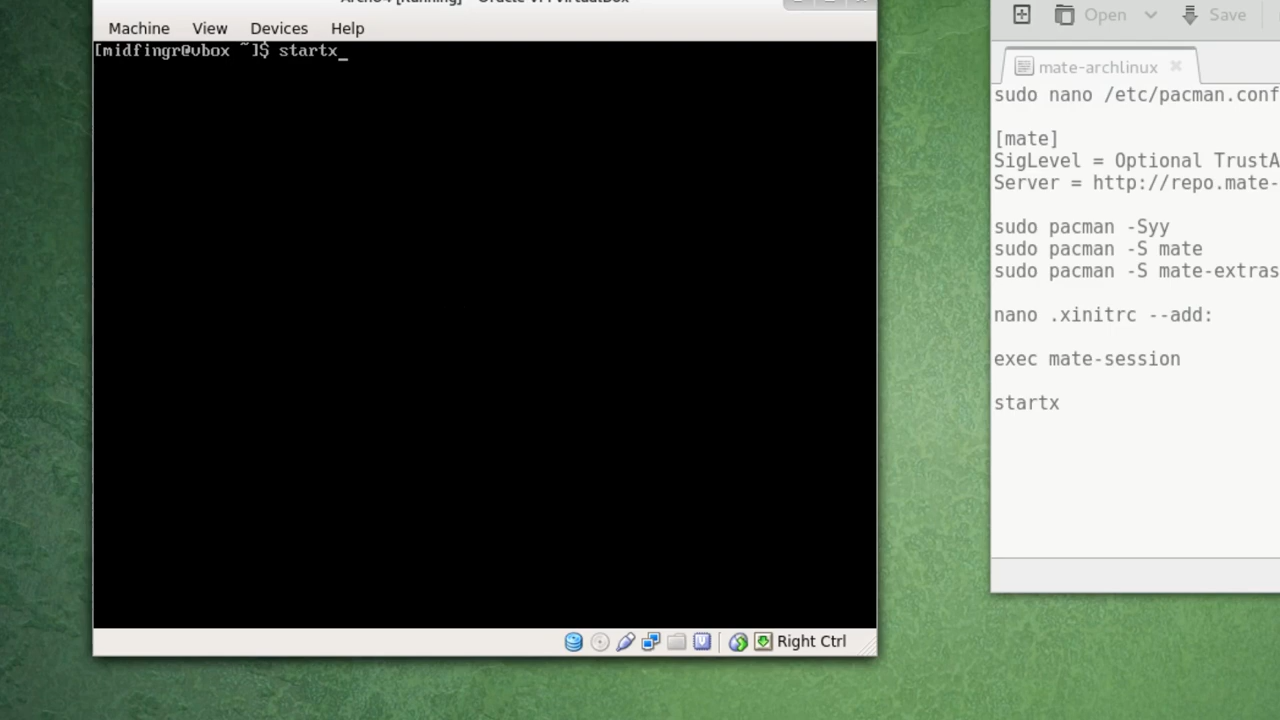 Machine View Devices Help
[midfingr@vbox ~]$ startx_
Right Ctrl
Open Save
mate-archlinux
sudo nano /etc/pacman.conf
[mate]
SigLevel = Optional TrustA
Server = http://repo.mate-
sudo pacman -Syy
sudo pacman -S mate
sudo pacman -S mate-extras
nano .xinitrc --add:
exec mate-session
startx